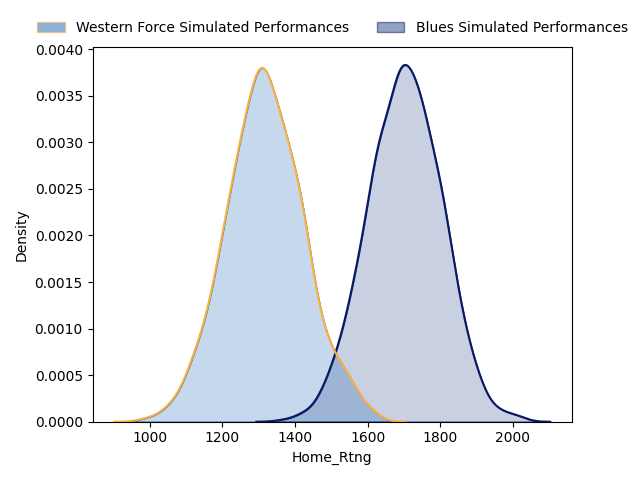 Western Force Simulated Performances
Blues Simulated Performances
0.0040
0.0035
0.0030
0.0025
0.0020
0.0015
0.0010
0.0005
0.0000
Density
1000 1200 1400 1600 1800 2000
Home_Rtng